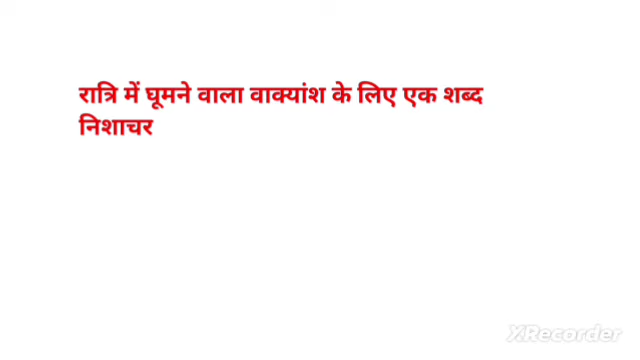 रात्रि में घूमने वाला वाक्यांश के लिए एक शब्द
निशाचर
XRecorder